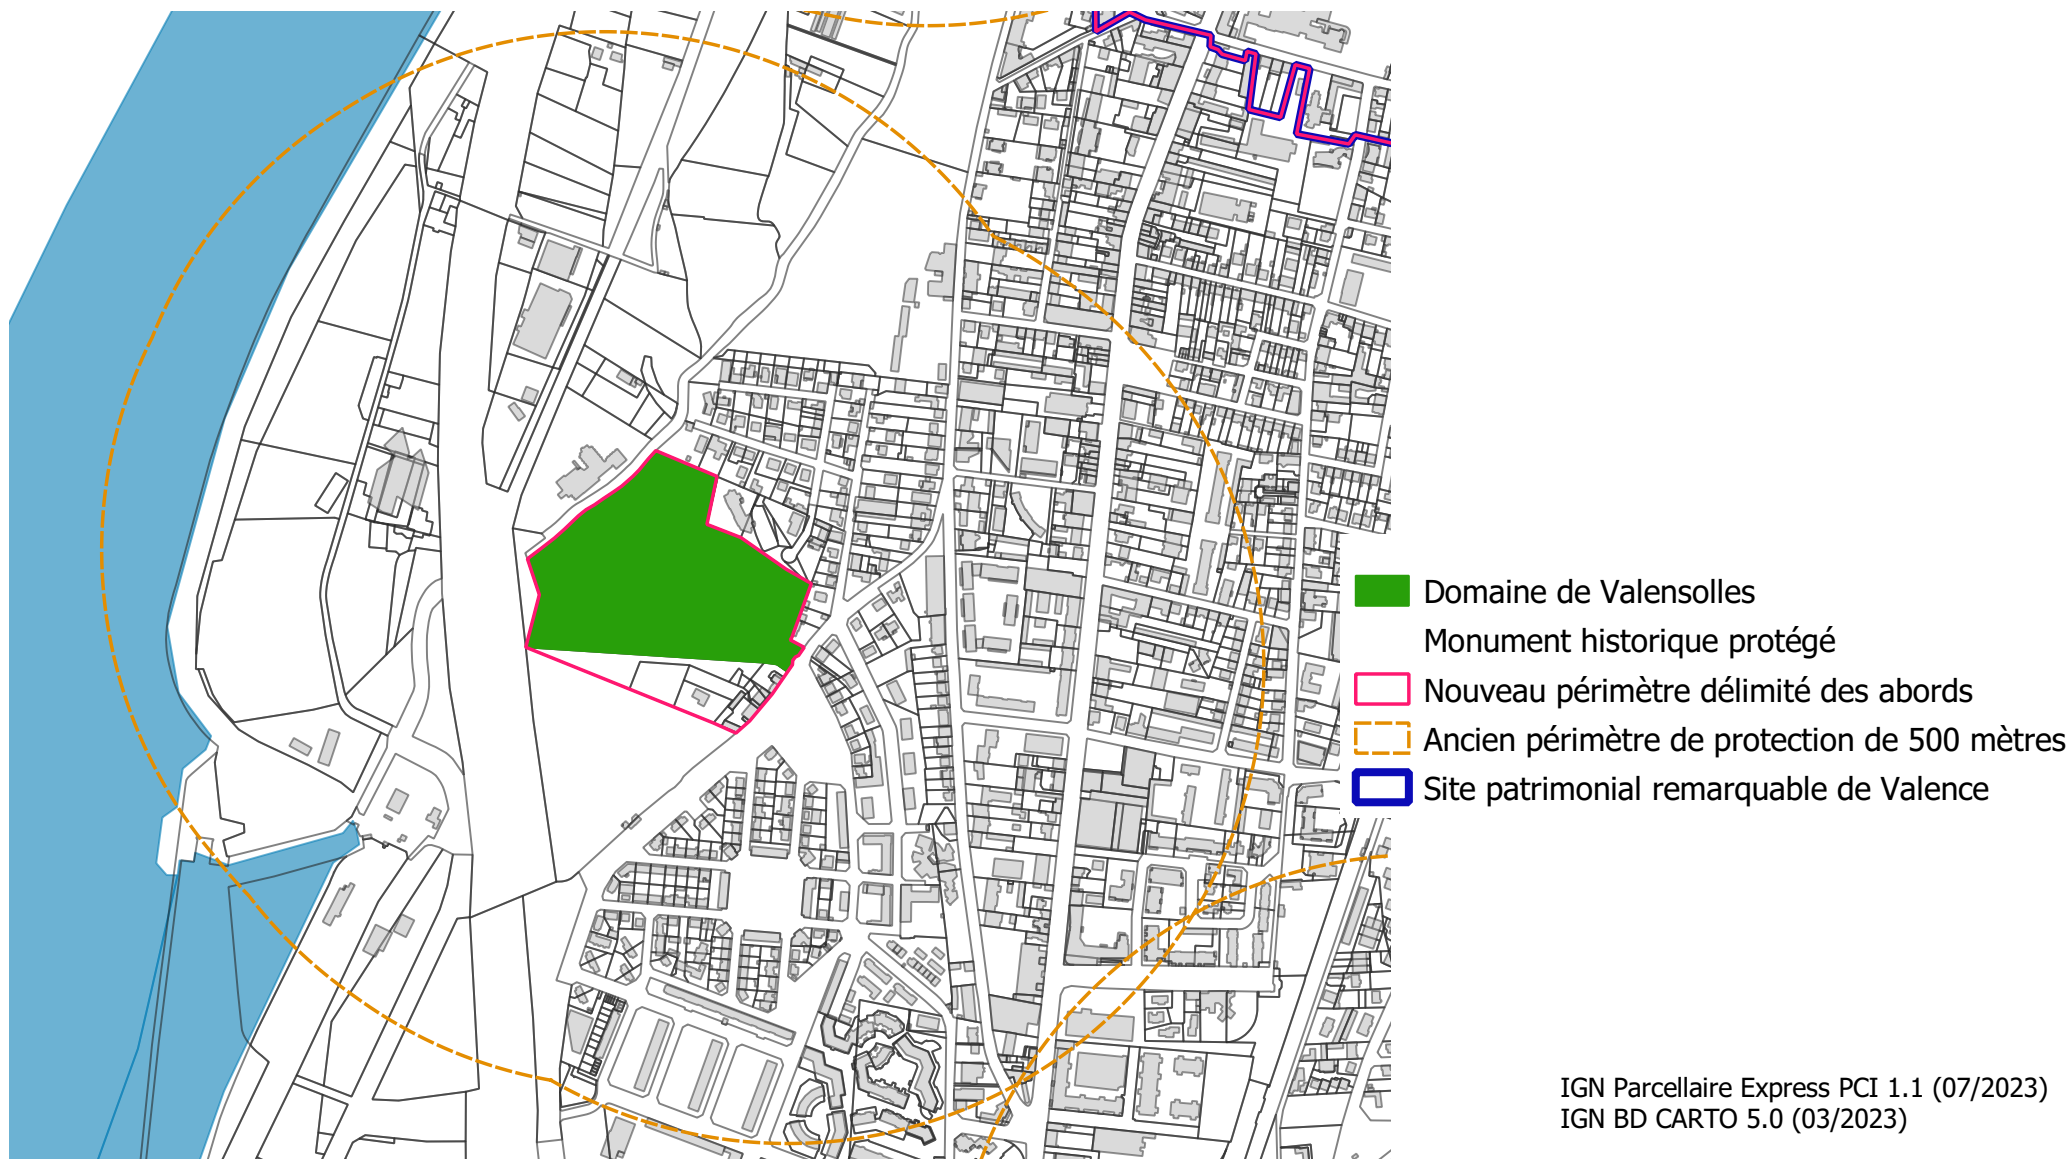 Domaine de Valensolles
Monument historique protégé
Nouveau périmètre délimité des abords
Ancien périmètre de protection de 500 mètres
Site patrimonial remarquable de Valence
IGN Parcellaire Express PCI 1.1 (07/2023)
IGN BD CARTO 5.0 (03/2023)